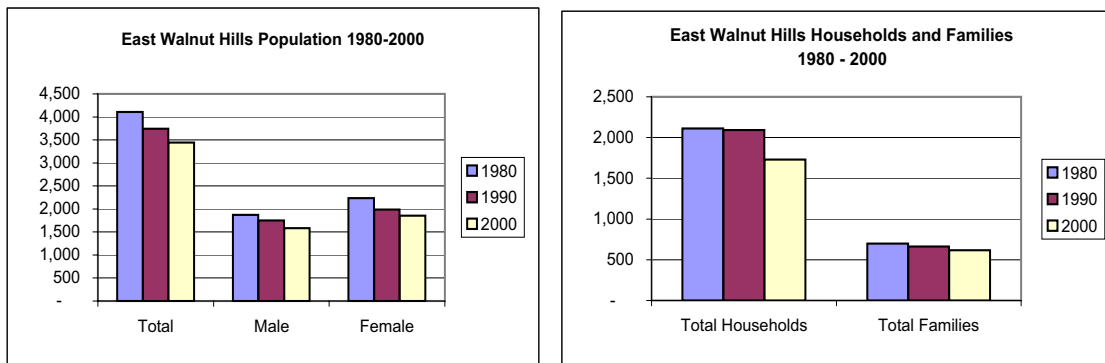 East Walnut Hills Population 1980-2000
4,500
4,000
3,500
3,000
2,500
2,000
1,500
1,000
500
-
Total
Male
Female
1980
1990
2000
East Walnut Hills Households and Families
1980 - 2000
2,500
2,000
1,500
1,000
500
-
Total Households
Total Families
1980
1990
2000